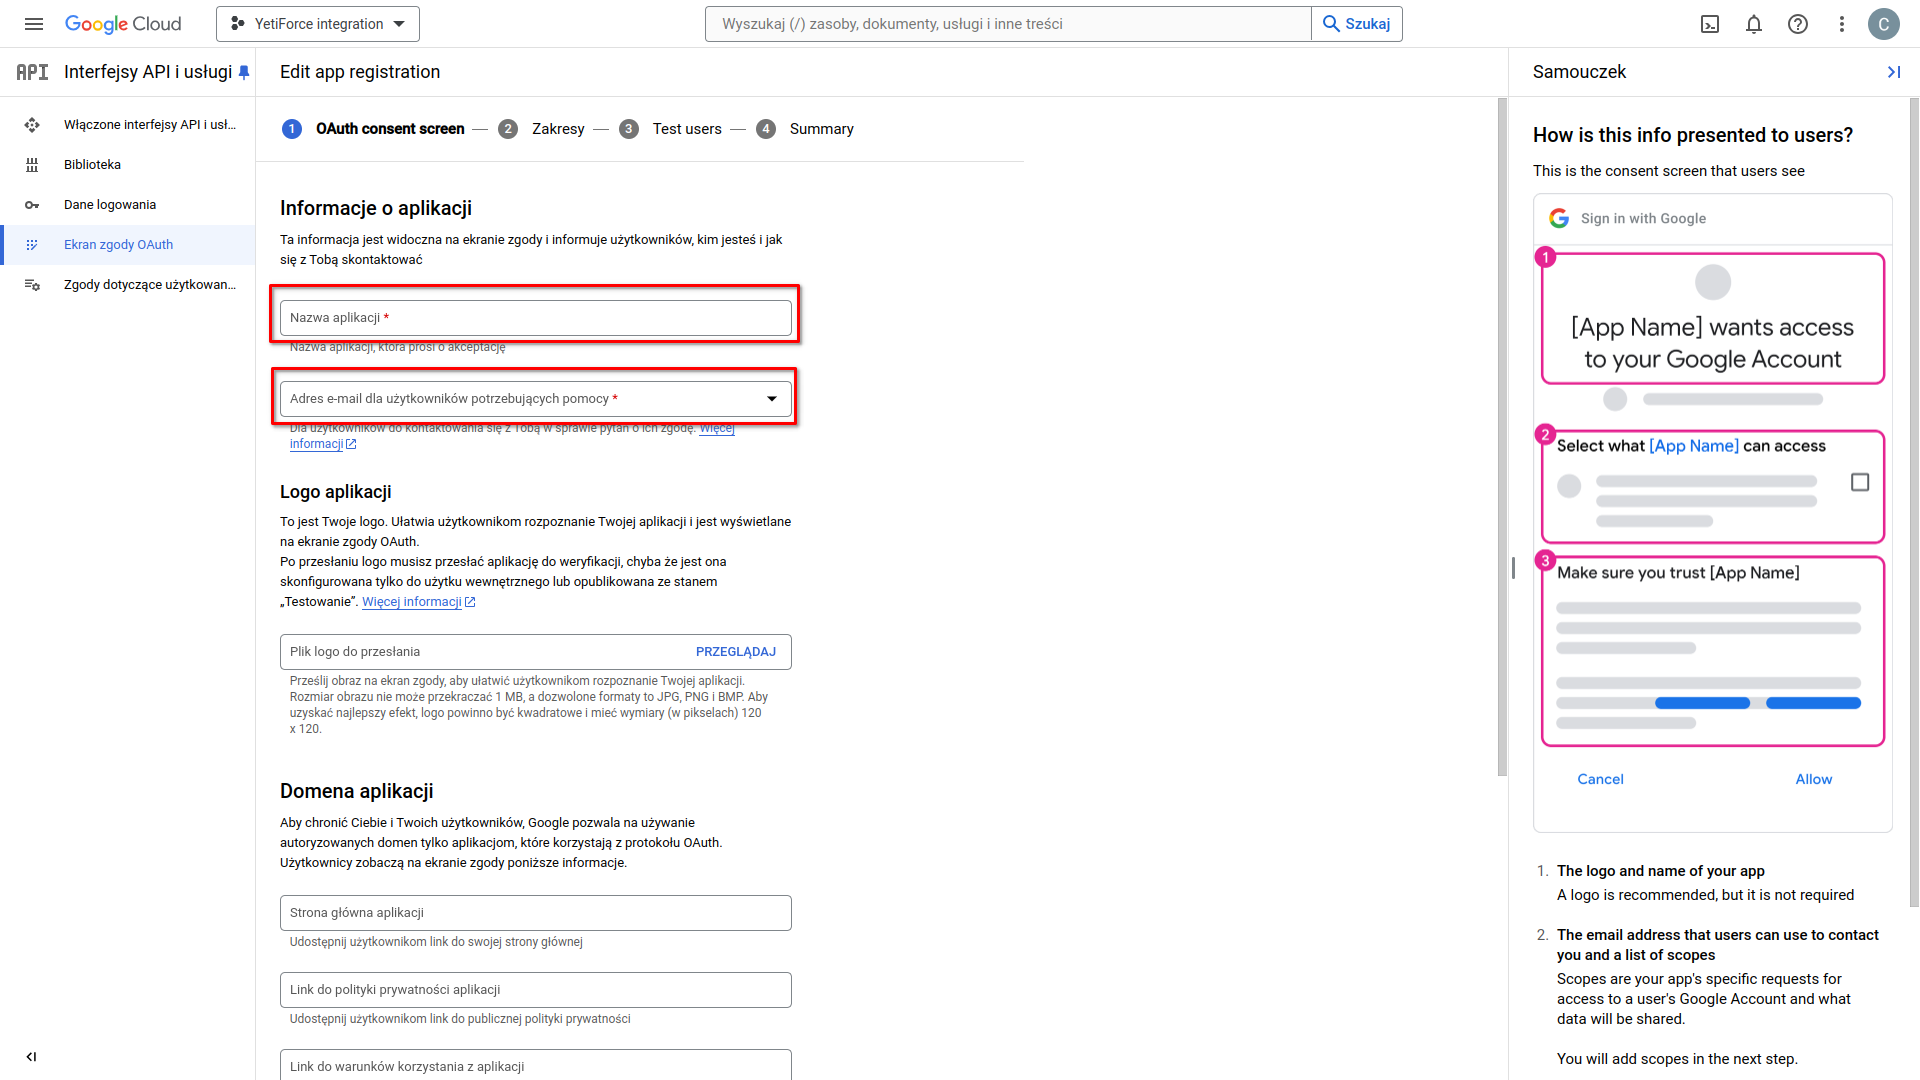 Google Cloud
YetiForce integration
Wyszukaj (/) zasoby, dokumenty, usługi i inne treści
Szukaj
C
API
Interfejsy API i usługi
Edit app registration
Samouczek
Włączone interfejsy API i usł...
Biblioteka
Dane logowania
Ekran zgody OAuth
Zgody dotyczące użytkowan...
1 OAuth consent screen — 2 Zakresy — 3 Test users — 4 Summary
Informacje o aplikacji
Ta informacja jest widoczna na ekranie zgody i informuje użytkowników, kim jesteś i jak
się z Tobą skontaktować
Nazwa aplikacji *
Nazwa aplikacji, która prosi o akceptację
Adres e-mail dla użytkowników potrzebujących pomocy *
Dla użytkowników do kontaktowania się z Tobą w sprawie pytań o ich zgodę. Więcej
informacji
Logo aplikacji
To jest Twoje logo. Ułatwia użytkownikom rozpoznanie Twojej aplikacji i jest wyświetlane
na ekranie zgody OAuth.
Po przesłaniu logo musisz przesłać aplikację do weryfikacji, chyba że jest ona
skonfigurowana tylko do użytku wewnętrznego lub opublikowana ze stanem
„Testowanie”. Więcej informacji
Plik logo do przesłania
PRZEGLĄDAJ
Prześlij obraz na ekran zgody, aby ułatwić użytkownikom rozpoznanie Twojej aplikacji.
Rozmiar obrazu nie może przekraczać 1 MB, a dozwolone formaty to JPG, PNG i BMP. Aby
uzyskać najlepszy efekt, logo powinno być kwadratowe i mieć wymiary (w pikselach) 120
x 120.
Domena aplikacji
Aby chronić Ciebie i Twoich użytkowników, Google pozwala na używanie
autoryzowanych domen tylko aplikacjom, które korzystają z protokołu OAuth.
Użytkownicy zobaczą na ekranie zgody poniższe informacje.
Strona główna aplikacji
Udostępnij użytkownikom link do swojej strony głównej
Link do polityki prywatności aplikacji
Udostępnij użytkownikom link do publicznej polityki prywatności
Link do warunków korzystania z aplikacji
How is this info presented to users?
This is the consent screen that users see
Sign in with Google
1
[App Name] wants access
to your Google Account
2
Select what [App Name] can access
3
Make sure you trust [App Name]
Cancel
Allow
1. The logo and name of your app
A logo is recommended, but it is not required
2. The email address that users can use to contact
you and a list of scopes
Scopes are your app's specific requests for
access to a user's Google Account and what
data will be shared.
You will add scopes in the next step.